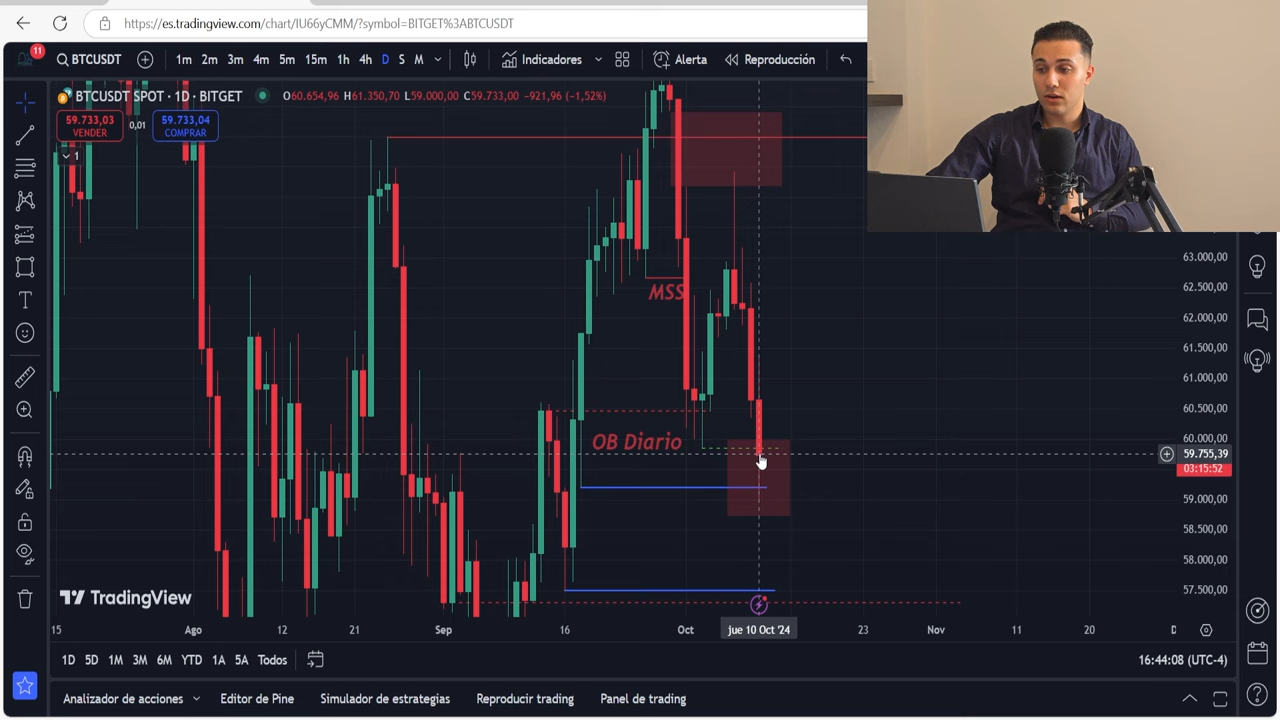 https://es.tradingview.com/chart/IU66yCMM/?symbol=BITGET%3ABTCUSDT
11
BTCUSDT 1m 2m 3m 4m 5m 15m 1h 4h D S M Indicadores Alerta Reproducción
BTCUSDT SPOT · 1D · BITGET O60.654,96 L59.000,00 C59.733,00 −921,96 (−1,52%)
59.733,03 VENDER
0,01
59.733,04 COMPRAR
1
MSS
OB Diario
63.000,00
62.500,00
62.000,00
61.500,00
61.000,00
60.500,00
60.000,00
59.755,39
03:15:52
59.000,00
58.500,00
58.000,00
57.500,00
TradingView
15 Ago 12 21 Sep 16 Oct jue 10 Oct '24 23 Nov 11 20 D
1D 5D 1M 3M 6M YTD 1A 5A Todos
16:44:08 (UTC-4)
Analizador de acciones Editor de Pine Simulador de estrategias Reproducir trading Panel de trading